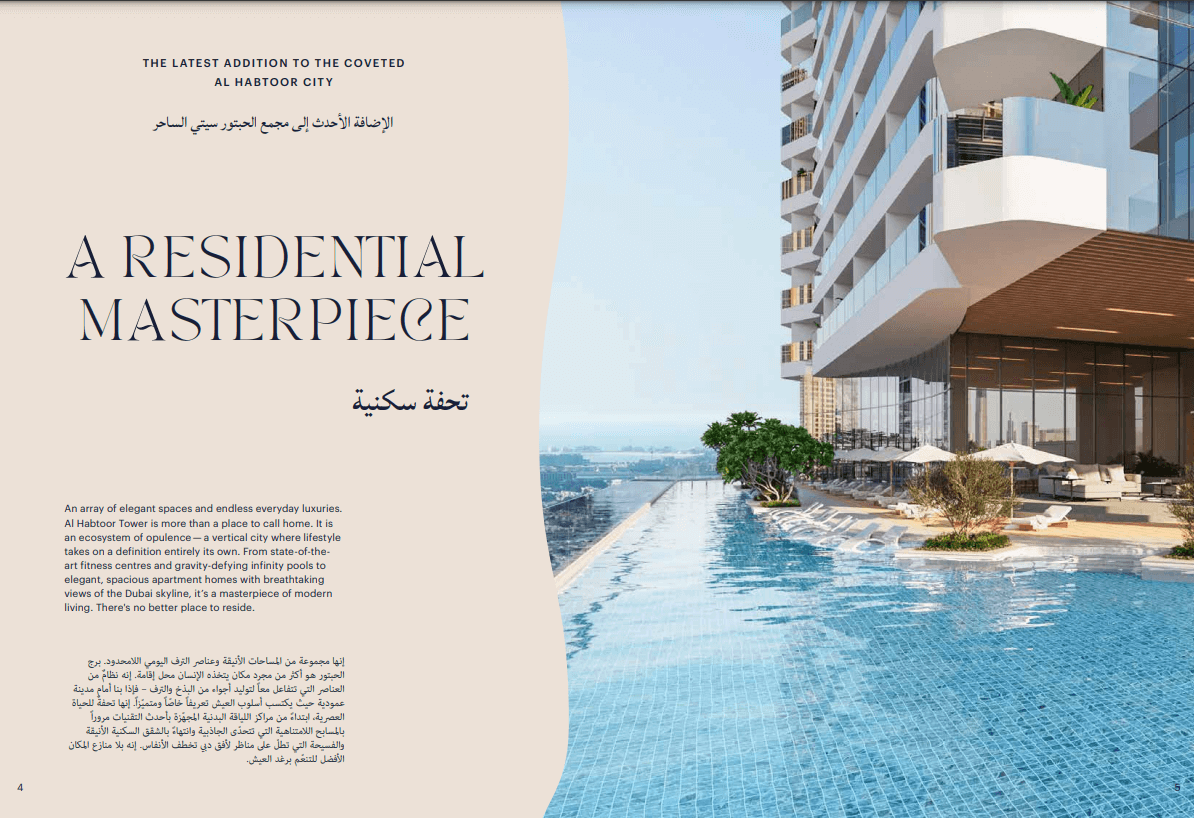 THE LATEST ADDITION TO THE COVETED
AL HABTOOR CITY
الإضافة الأحدث إلى مجمع الحبتور سيتي الساحر
A RESIDENTIAL
MASTERPIECE
تحفة سكنية
An array of elegant spaces and endless everyday luxuries.
Al Habtoor Tower is more than a place to call home. It is
an ecosystem of opulence — a vertical city where lifestyle
takes on a definition entirely its own. From state-of-the-
art fitness centres and gravity-defying infinity pools to
elegant, spacious apartment homes with breathtaking
views of the Dubai skyline, it's a masterpiece of modern
living. There's no better place to reside.
إنها مجموعة من المساحات الأنيقة وعناصر الترف اليومي اللامحدود. برج
الحبتور هو أكثر من مجرد مكان يتخذه الإنسان محل إقامة. إنه نظامٌ من
العناصر التي تتفاعل معاً لتوليد أجواء من البذخ والترف – فإذا بنا أمام مدينة
عمودية حيث يكتسب أسلوب العيش تعريفاً خاصّاً ومتميّزاً. إنها تحفةٌ للحياة
العصرية، ابتداءً من مراكز اللياقة البدنية المجهّزة بأحدث التقنيات مروراً
بالمسابح اللامتناهية التي تتحدّى الجاذبية وانتهاءً بالشقق السكنية الأنيقة
والفسيحة التي تطلّ على مناظر لأفق دبي تخطف الأنفاس. إنه بلا منازع المكان
الأفضل للتنعّم برغد العيش.
4
5